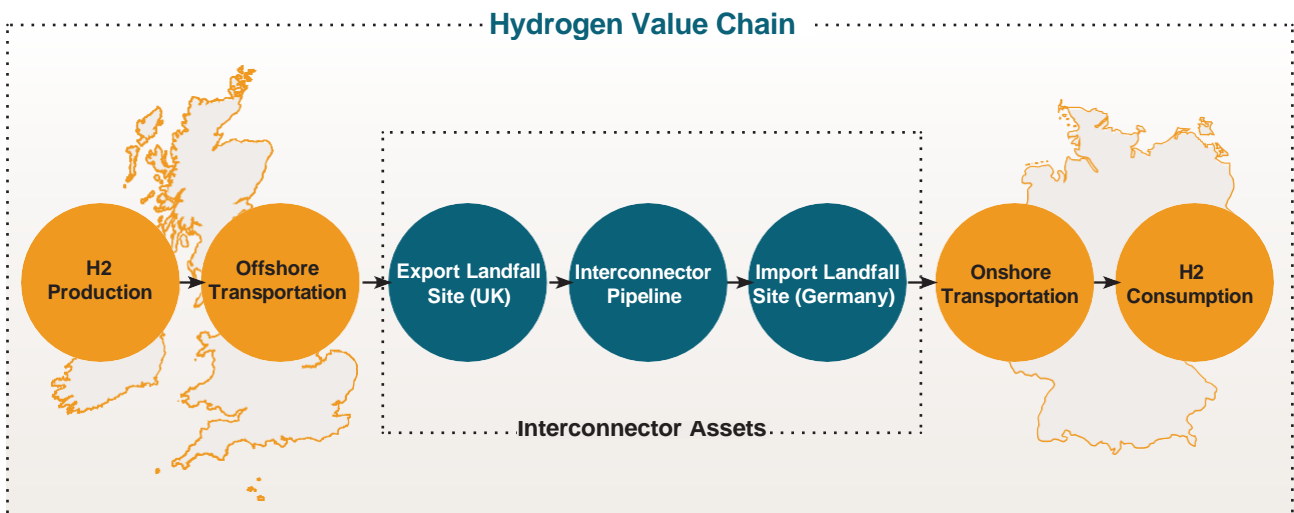 Hydrogen Value Chain
H2
Production
Offshore
Transportation
Export Landfall
Site (UK)
Interconnector
Pipeline
Import Landfall
Site (Germany)
Onshore
Transportation
H2
Consumption
Interconnector Assets